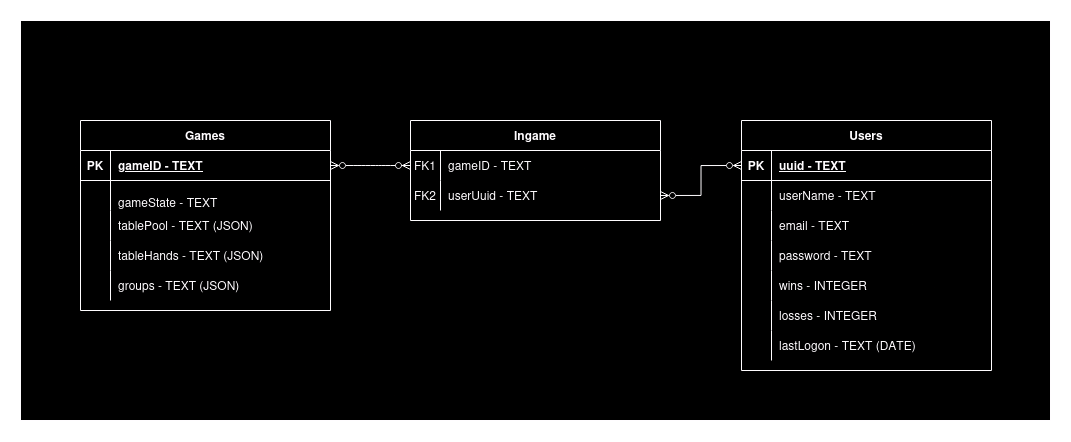 Games
PK gameID - TEXT
gameState - TEXT
tablePool - TEXT (JSON)
tableHands - TEXT (JSON)
groups - TEXT (JSON)
Ingame
FK1 gameID - TEXT
FK2 userUuid - TEXT
Users
PK uuid - TEXT
userName - TEXT
email - TEXT
password - TEXT
wins - INTEGER
losses - INTEGER
lastLogon - TEXT (DATE)